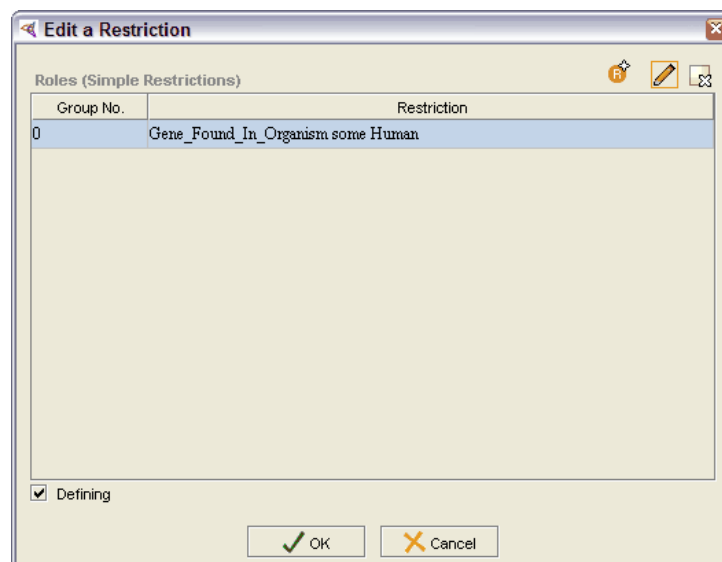 Edit a Restriction
Roles (Simple Restrictions)
R
Group No. Restriction
0 Gene_Found_In_Organism some Human
Defining
OK Cancel